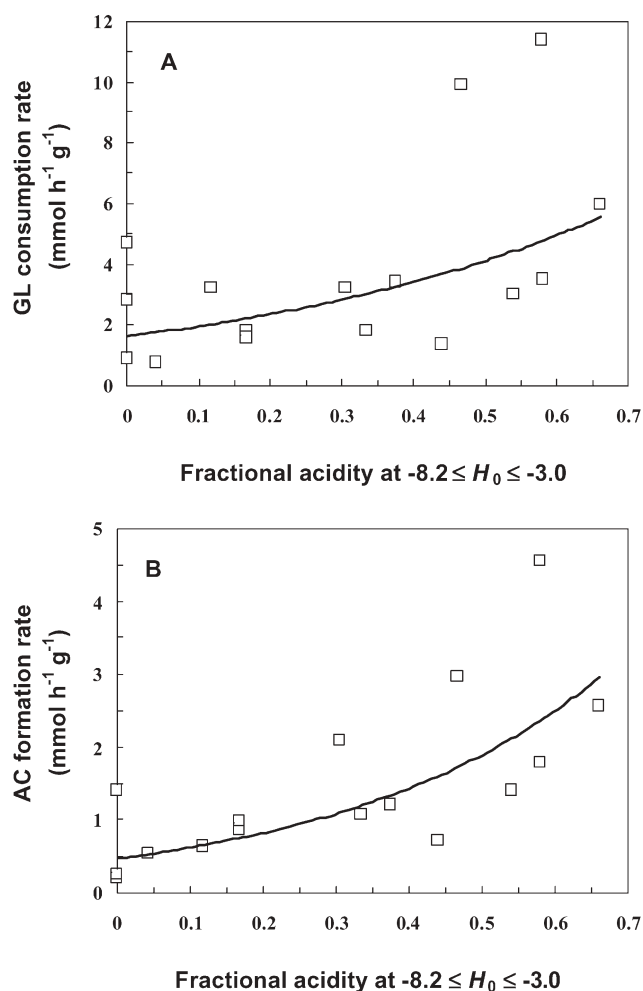 A
GL consumption rate
(mmol h-1 g-1)
12
10
8
6
4
2
0
0 0.1 0.2 0.3 0.4 0.5 0.6 0.7
Fractional acidity at -8.2 ≤ H0 ≤ -3.0
B
AC formation rate
(mmol h-1 g-1)
5
4
3
2
1
0
0 0.1 0.2 0.3 0.4 0.5 0.6 0.7
Fractional acidity at -8.2 ≤ H0 ≤ -3.0